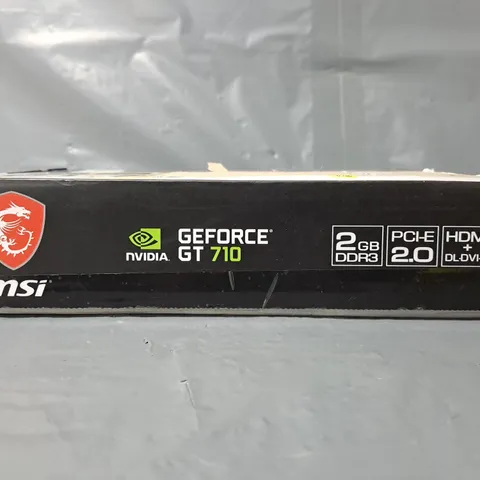 NVIDIA
GEFORCE®
GT 710
2GB
DDR3
PCI-E
2.0
HDM
+
DL-DVI-
msi